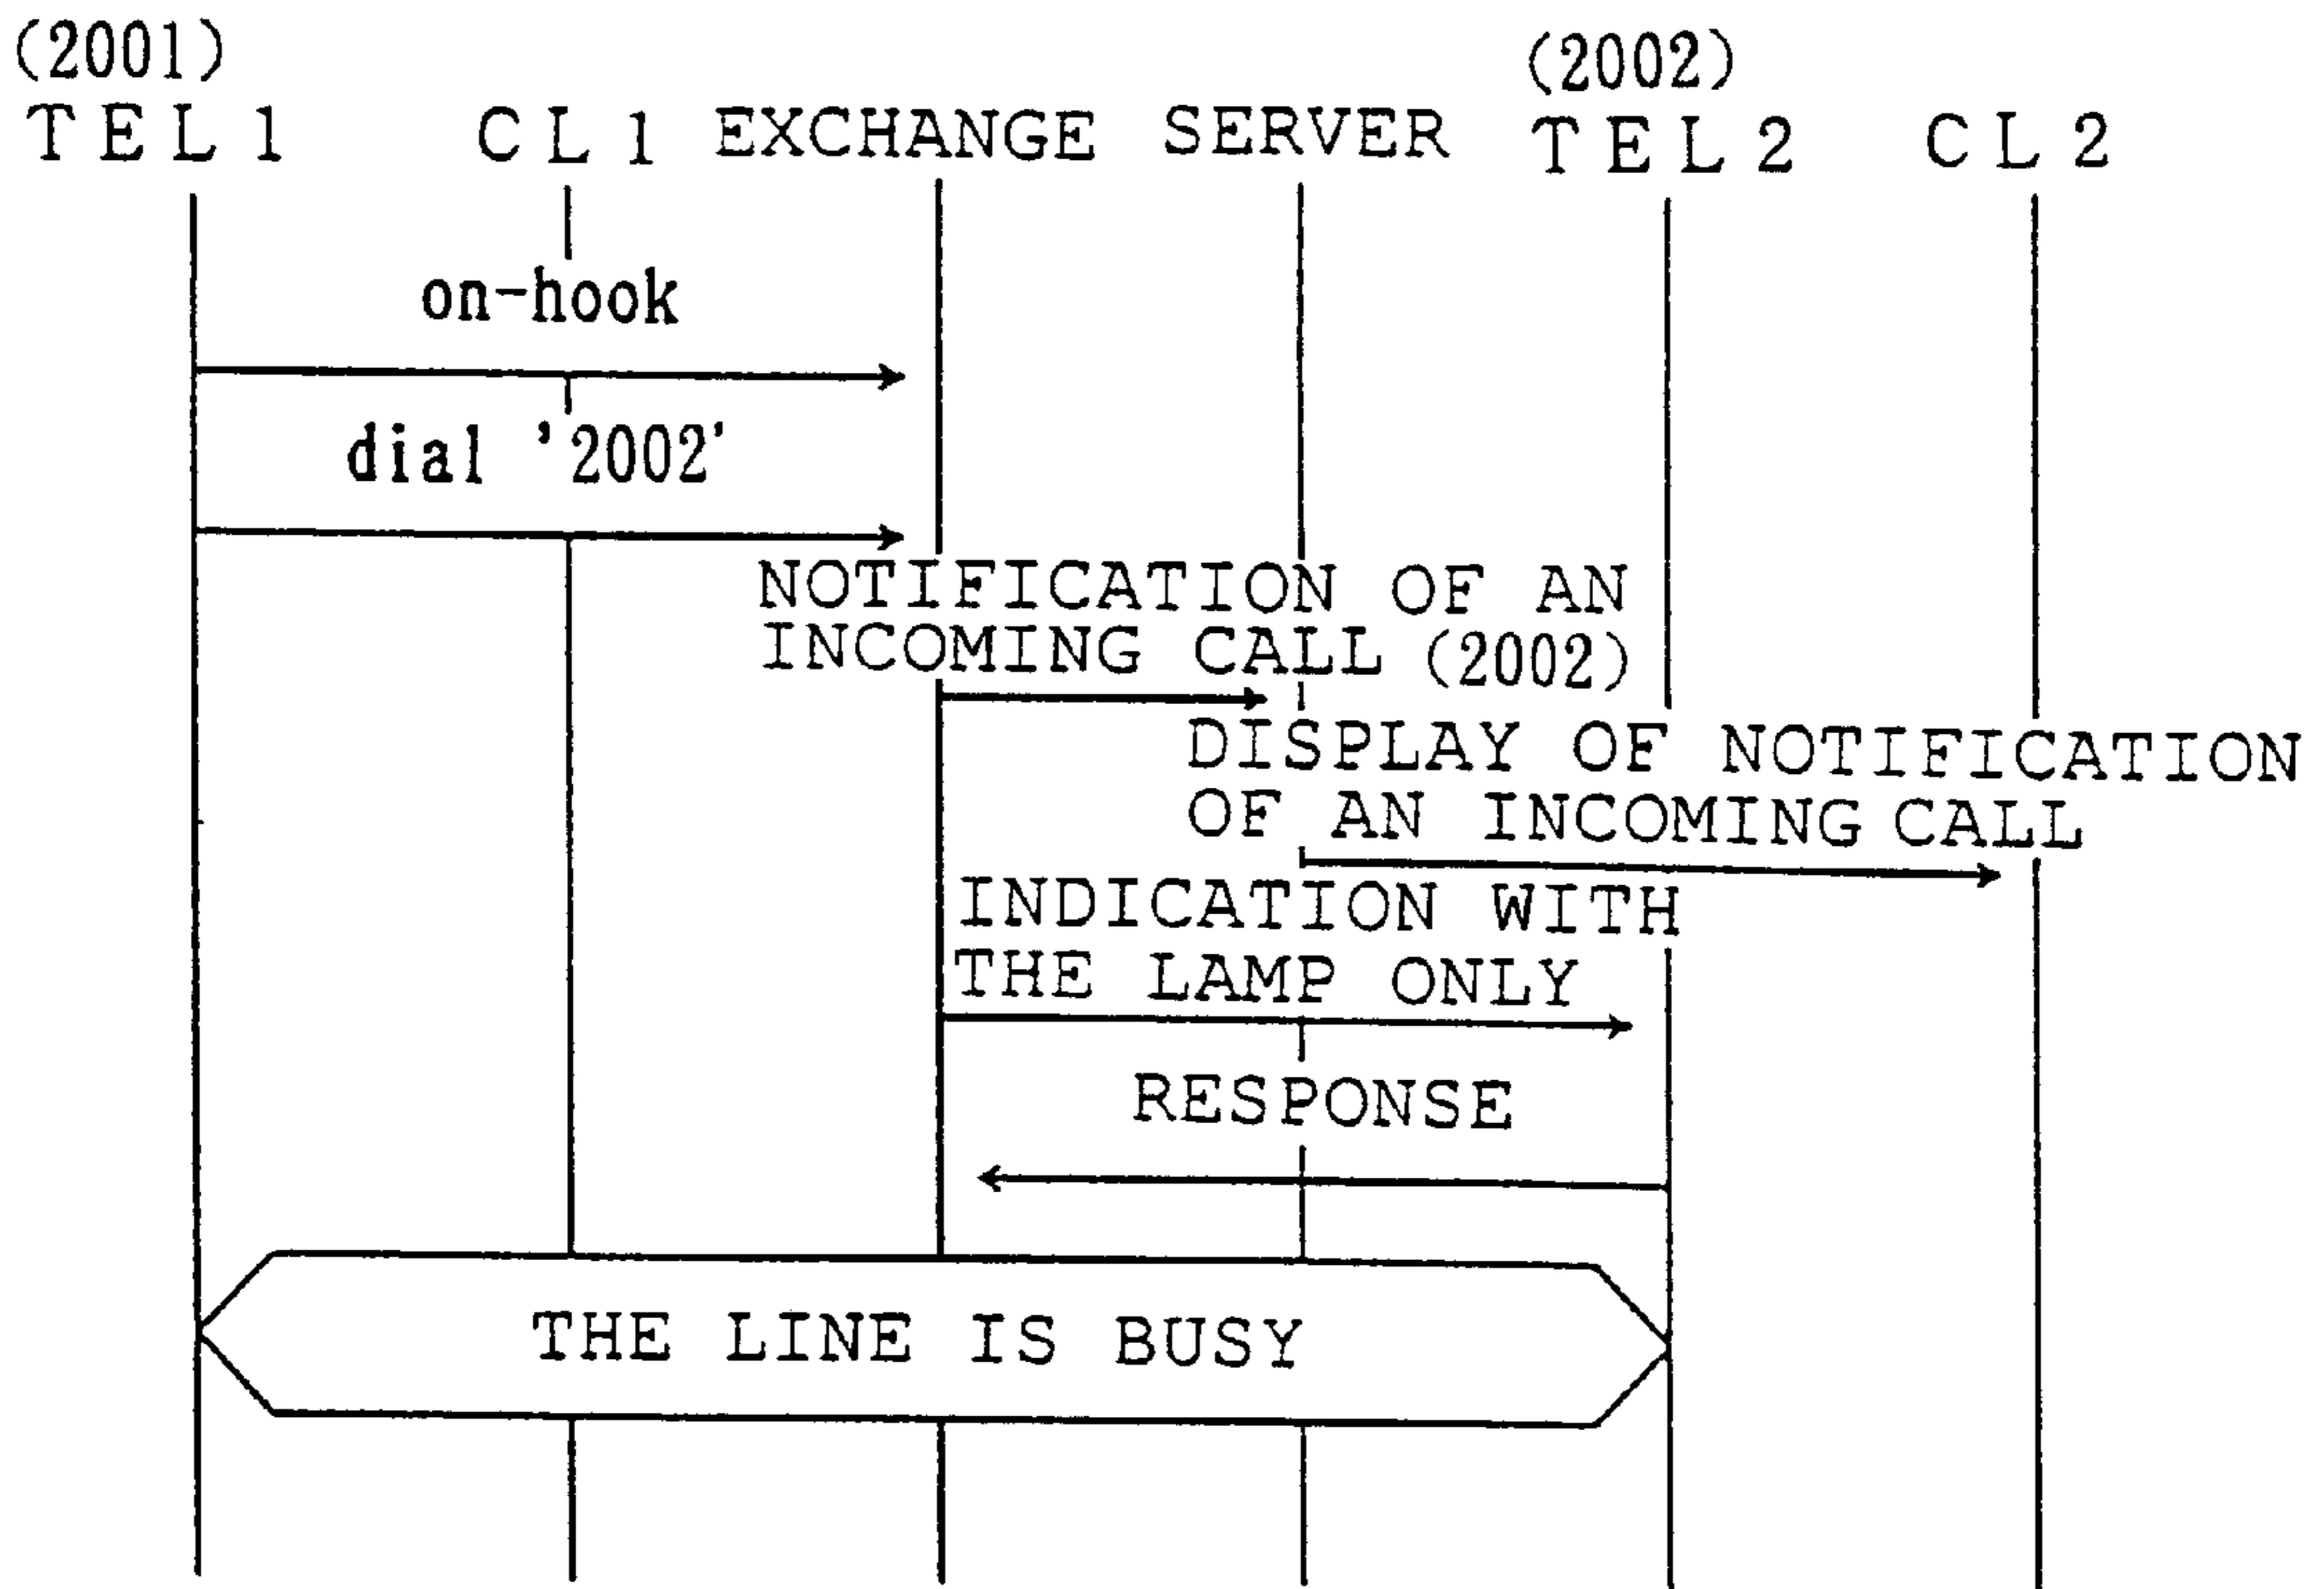 (2001)
(2002)
TEL1 CL1 EXCHANGE SERVER TEL2 CL2
on-hook
dial '2002'
NOTIFICATION OF AN
INCOMING CALL (2002)
DISPLAY OF NOTIFICATION
OF AN INCOMING CALL
INDICATION WITH
THE LAMP ONLY
RESPONSE
THE LINE IS BUSY